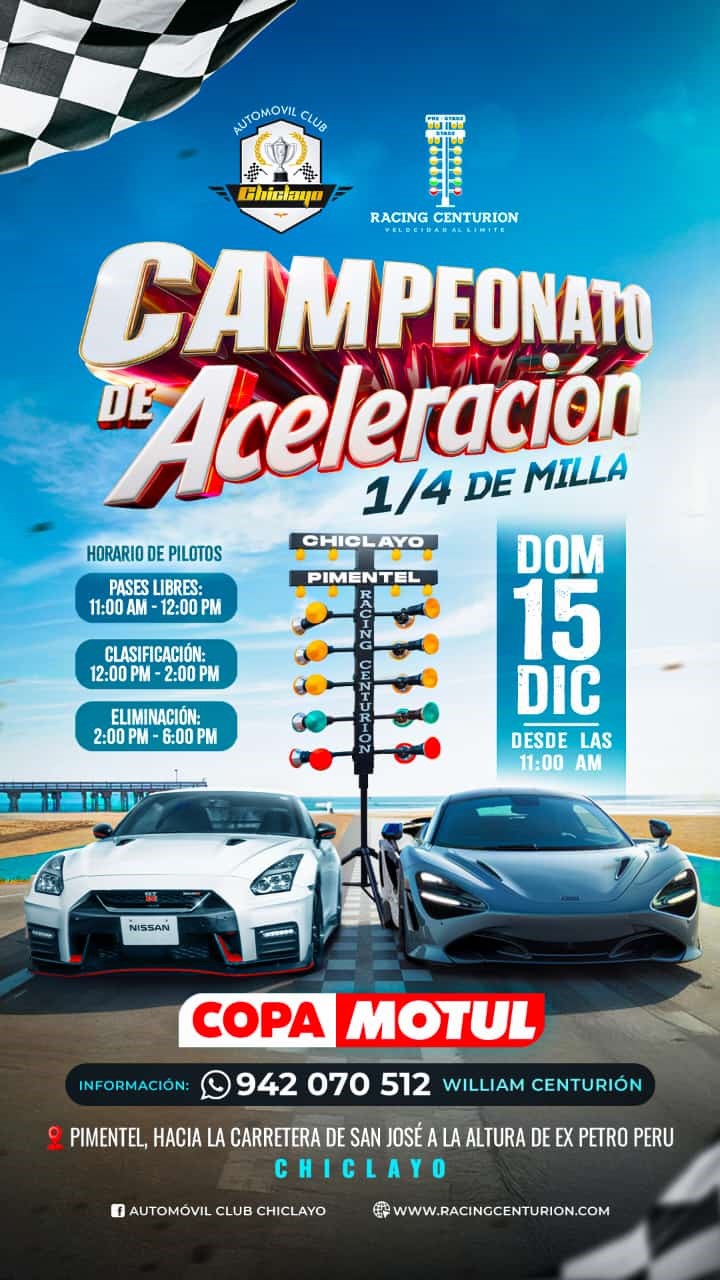 AUTOMOVIL CLUB
Chiclayo
PRE STAGE
STAGE
RACING CENTURION
VELOCIDAD AL LIMITE
CAMPEONATO
DE Aceleración
1/4 DE MILLA
HORARIO DE PILOTOS
PASES LIBRES:
11:00 AM - 12:00 PM
CLASIFICACIÓN:
12:00 PM - 2:00 PM
ELIMINACIÓN:
2:00 PM - 6:00 PM
CHICLAYO
PIMENTEL
RACING CENTURION
DOM
15
DIC
DESDE LAS
11:00 AM
GT R
NISSAN
COPA MOTUL
INFORMACIÓN: 942 070 512 WILLIAM CENTURIÓN
PIMENTEL, HACIA LA CARRETERA DE SAN JOSÉ A LA ALTURA DE EX PETRO PERU
CHICLAYO
AUTOMÓVIL CLUB CHICLAYO
WWW.RACINGCENTURION.COM